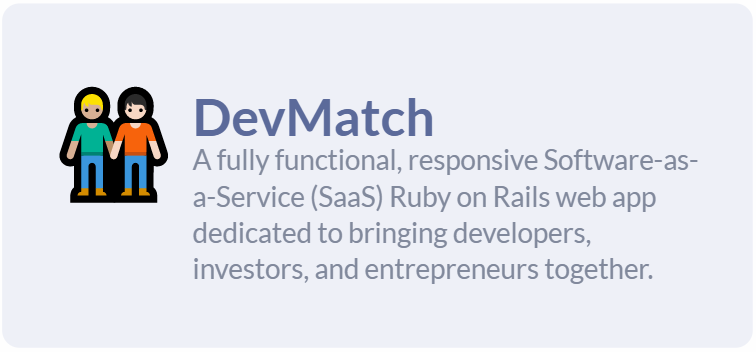 DevMatch
A fully functional, responsive Software-as-
a-Service (SaaS) Ruby on Rails web app
dedicated to bringing developers,
investors, and entrepreneurs together.